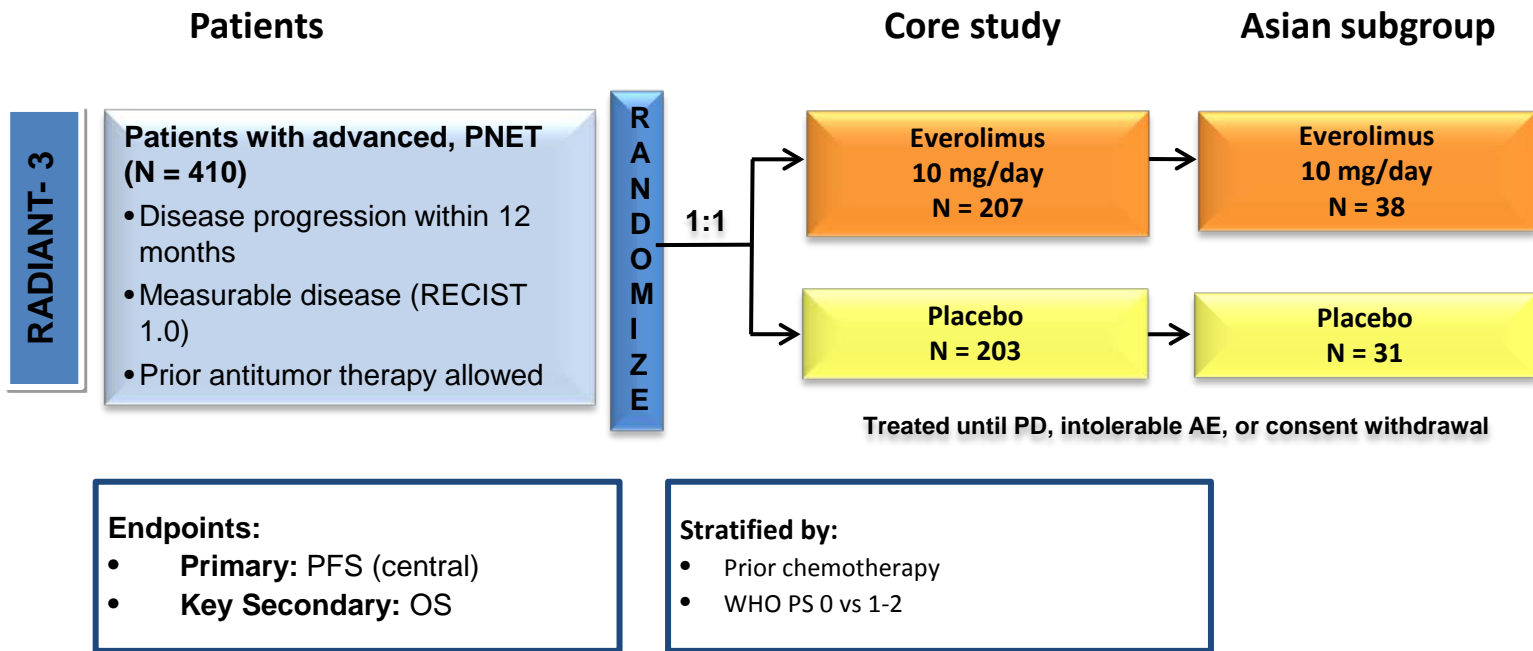 Patients
Core study
Asian subgroup
RADIANT- 3
Patients with advanced, PNET
(N = 410)
• Disease progression within 12
months
• Measurable disease (RECIST
1.0)
• Prior antitumor therapy allowed
RANDOMIZE
1:1
Everolimus
10 mg/day
N = 207
Everolimus
10 mg/day
N = 38
Placebo
N = 203
Placebo
N = 31
Treated until PD, intolerable AE, or consent withdrawal
Endpoints:
• Primary: PFS (central)
• Key Secondary: OS
Stratified by:
• Prior chemotherapy
• WHO PS 0 vs 1-2